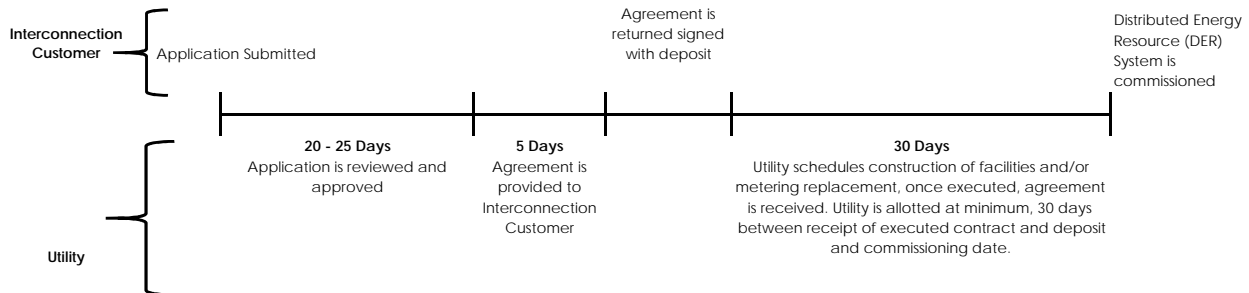 Interconnection
Customer
Application Submitted
Agreement is
returned signed
with deposit
Distributed Energy
Resource (DER)
System is
commissioned
20 - 25 Days
Application is reviewed and
approved
5 Days
Agreement is
provided to
Interconnection
Customer
30 Days
Utility schedules construction of facilities and/or
metering replacement, once executed, agreement
is received. Utility is allotted at minimum, 30 days
between receipt of executed contract and deposit
and commissioning date.
Utility